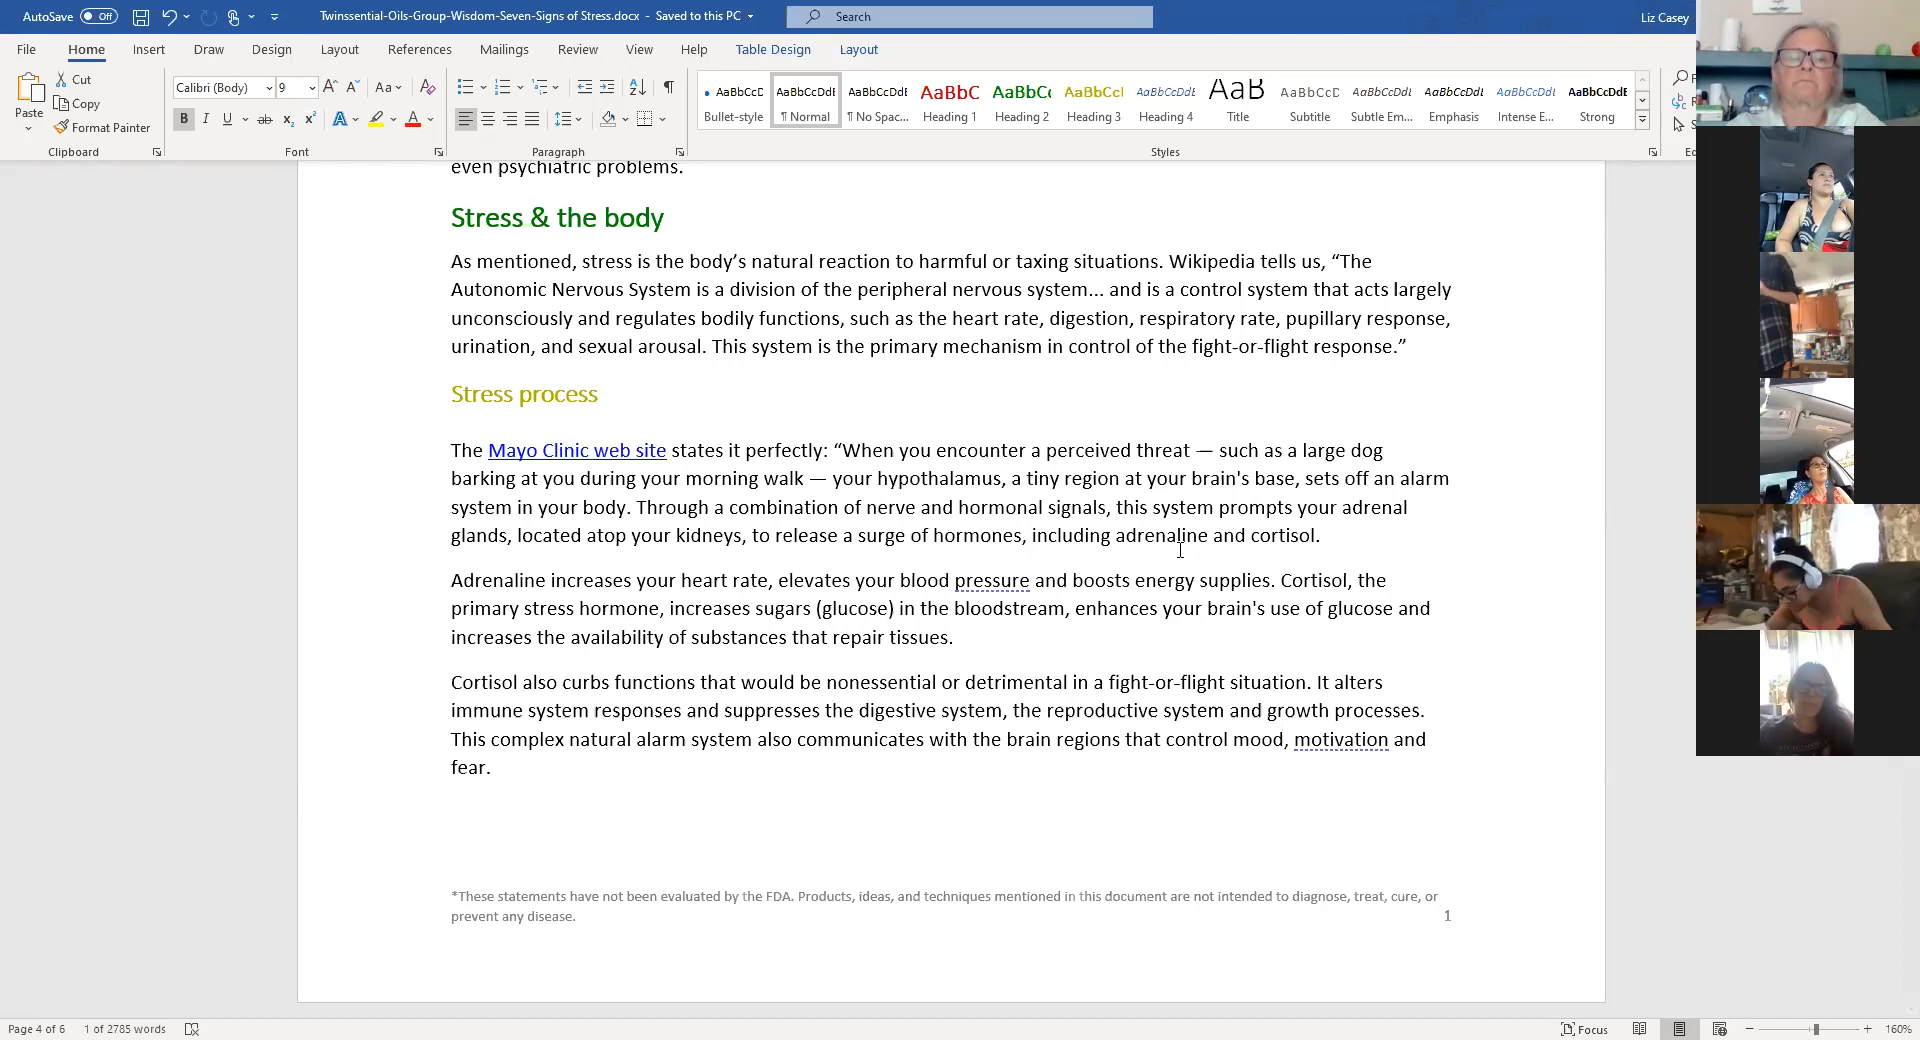 AutoSave Off Twinssential-Oils-Group-Wisdom-Seven-Signs of Stress.docx - Saved to this PC Search Liz Casey
File Home Insert Draw Design Layout References Mailings Review View Help Table Design Layout
Paste
Cut
Copy
Format Painter
Clipboard
Calibri (Body) 9
Font
Paragraph
AaBbCcD AaBbCcDdE AaBbCcDdE AaBbC AaBbC AaBbCcI AaBbCcDdE AaB AaBbCcD AaBbCcDdE AaBbCcDdE AaBbCcDdE AaBbCcDdE
Bullet-style ¶ Normal ¶ No Spac... Heading 1 Heading 2 Heading 3 Heading 4 Title Subtitle Subtle Em... Emphasis Intense E... Strong
Styles
even psychiatric problems.
Stress & the body
As mentioned, stress is the body’s natural reaction to harmful or taxing situations. Wikipedia tells us, “The
Autonomic Nervous System is a division of the peripheral nervous system... and is a control system that acts largely
unconsciously and regulates bodily functions, such as the heart rate, digestion, respiratory rate, pupillary response,
urination, and sexual arousal. This system is the primary mechanism in control of the fight-or-flight response.”
Stress process
The Mayo Clinic web site states it perfectly: “When you encounter a perceived threat — such as a large dog
barking at you during your morning walk — your hypothalamus, a tiny region at your brain's base, sets off an alarm
system in your body. Through a combination of nerve and hormonal signals, this system prompts your adrenal
glands, located atop your kidneys, to release a surge of hormones, including adrenaline and cortisol.
Adrenaline increases your heart rate, elevates your blood pressure and boosts energy supplies. Cortisol, the
primary stress hormone, increases sugars (glucose) in the bloodstream, enhances your brain's use of glucose and
increases the availability of substances that repair tissues.
Cortisol also curbs functions that would be nonessential or detrimental in a fight-or-flight situation. It alters
immune system responses and suppresses the digestive system, the reproductive system and growth processes.
This complex natural alarm system also communicates with the brain regions that control mood, motivation and
fear.
*These statements have not been evaluated by the FDA. Products, ideas, and techniques mentioned in this document are not intended to diagnose, treat, cure, or
prevent any disease. 1
Page 4 of 6 1 of 2785 words Focus 160%